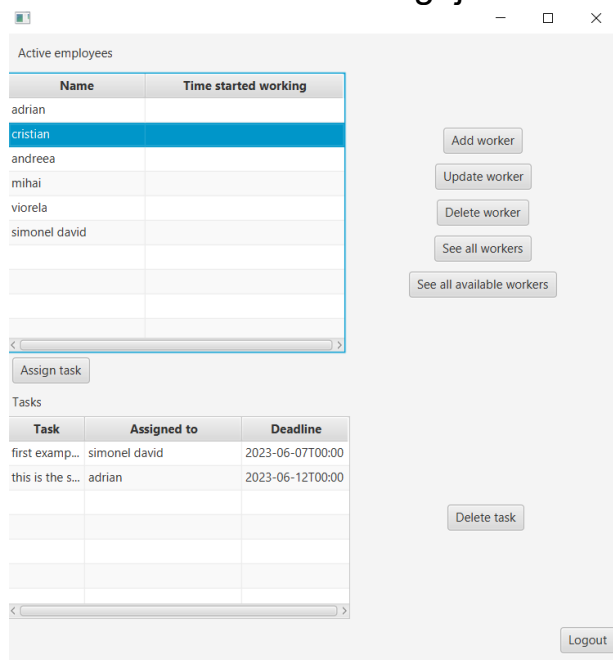 Active employees
Name Time started working
adrian
cristian
andreea
mihai
viorela
simonel david
Add worker
Update worker
Delete worker
See all workers
See all available workers
Assign task
Tasks
Task Assigned to Deadline
first examp... simonel david 2023-06-07T00:00
this is the s... adrian 2023-06-12T00:00
Delete task
Logout